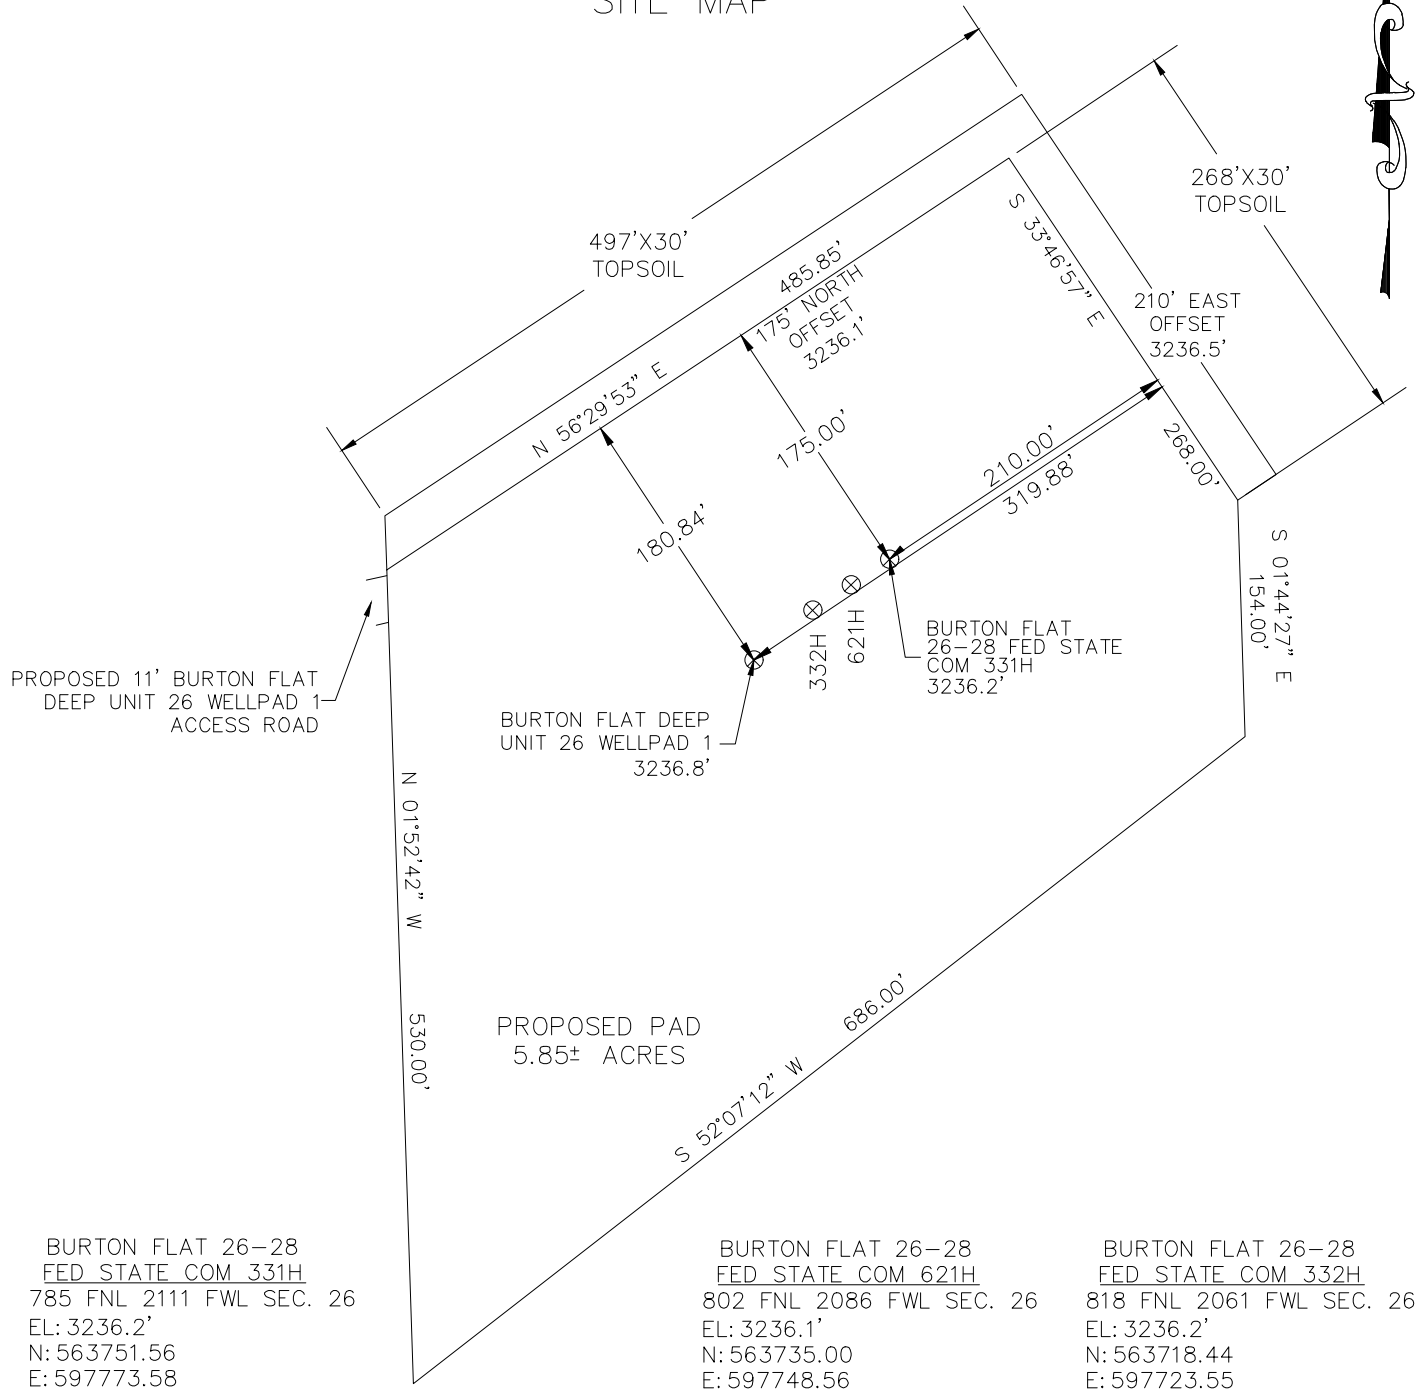 SITE MAP
497'X30'
TOPSOIL
268'X30'
TOPSOIL
485.85'
175' NORTH
OFFSET
3236.1'
S 33°46'57" E
210' EAST
OFFSET
3236.5'
N 56°29'53" E
175.00'
180.84'
210.00'
319.88'
268.00'
S 01°44'27" E
154.00'
332H
621H
BURTON FLAT
26-28 FED STATE
COM 331H
3236.2'
PROPOSED 11' BURTON FLAT
DEEP UNIT 26 WELLPAD 1
ACCESS ROAD
BURTON FLAT DEEP
UNIT 26 WELLPAD 1
3236.8'
N 01°52'42" W
530.00'
PROPOSED PAD
5.85± ACRES
686.00'
S 52°07'12" W
BURTON FLAT 26-28
FED STATE COM 331H
785 FNL 2111 FWL SEC. 26
EL: 3236.2'
N: 563751.56
E: 597773.58
BURTON FLAT 26-28
FED STATE COM 621H
802 FNL 2086 FWL SEC. 26
EL: 3236.1'
N: 563735.00
E: 597748.56
BURTON FLAT 26-28
FED STATE COM 332H
818 FNL 2061 FWL SEC. 26
EL: 3236.2'
N: 563718.44
E: 597723.55